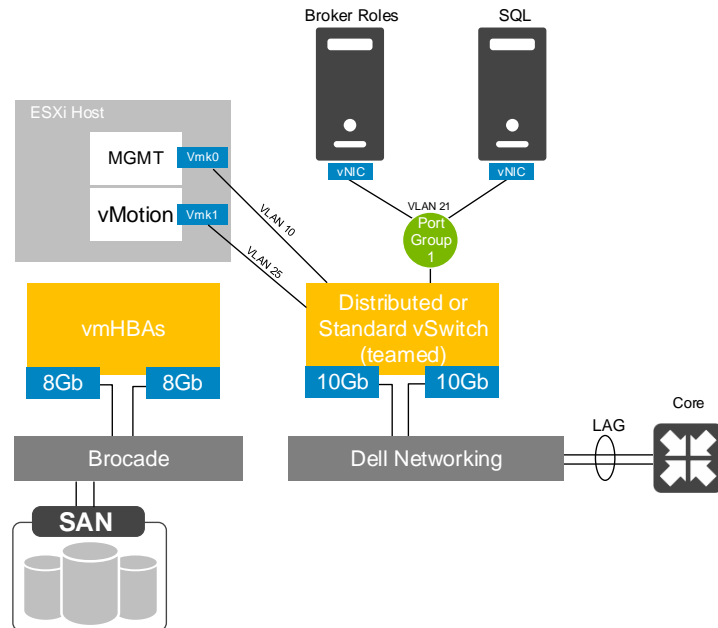 Broker Roles
SQL
ESXi Host
MGMT
Vmk0
vMotion
Vmk1
vNIC
vNIC
VLAN 21
Port
Group
1
VLAN 10
VLAN 25
vmHBAs
8Gb
8Gb
Distributed or
Standard vSwitch
(teamed)
10Gb
10Gb
Brocade
Dell Networking
LAG
Core
SAN